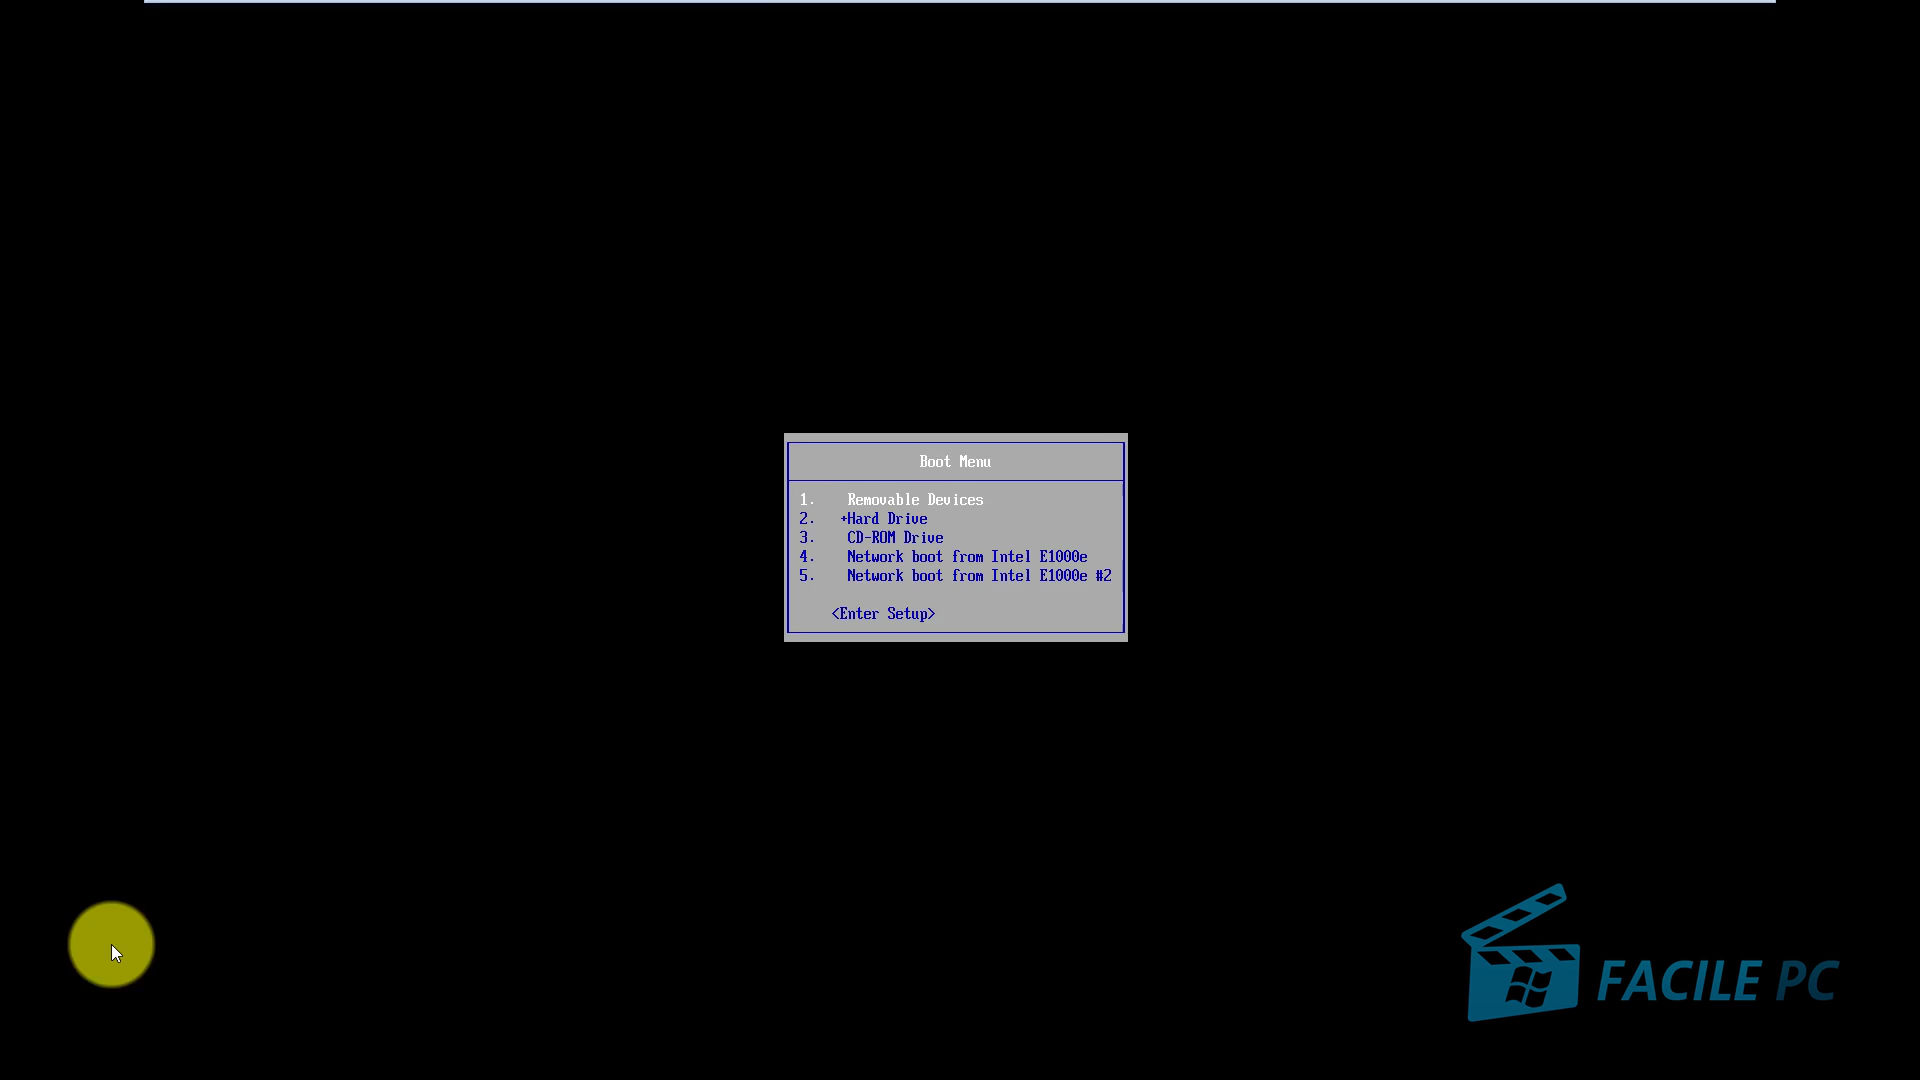 Boot Menu
1. Removable Devices
2. +Hard Drive
3. CD-ROM Drive
4. Network boot from Intel E1000e
5. Network boot from Intel E1000e #2
<Enter Setup>
FACILE PC